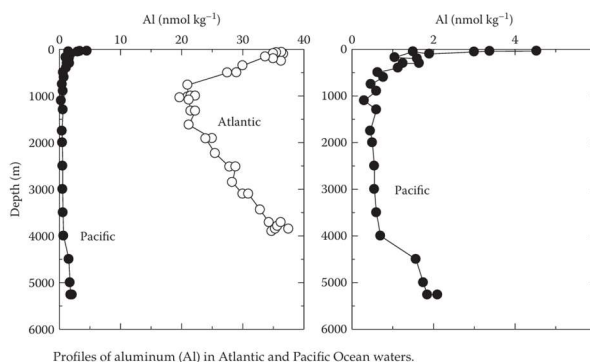 Al (nmol kg−1)
0 10 20 30 40
0
1000
2000
3000
4000
5000
6000
Depth (m)
Atlantic
Pacific
Al (nmol kg−1)
0 2 4
0
1000
2000
3000
4000
5000
6000
Pacific
Profiles of aluminum (Al) in Atlantic and Pacific Ocean waters.